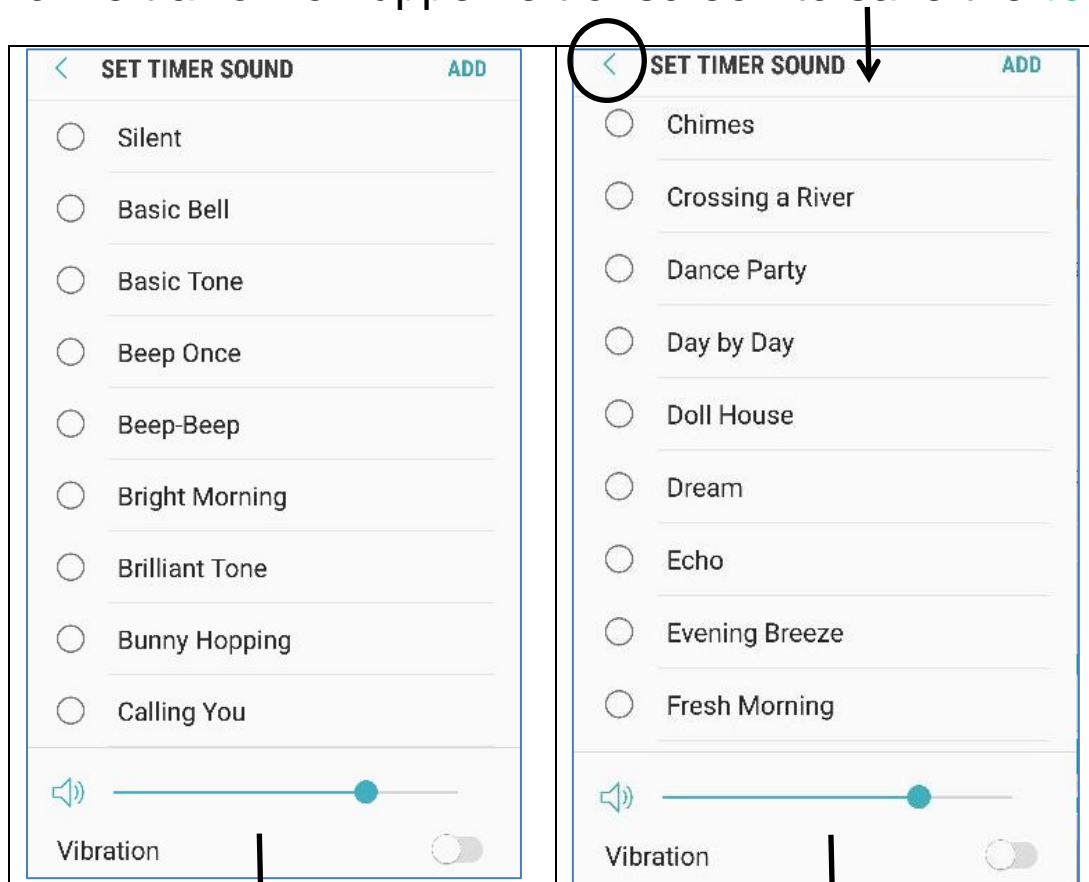 SET TIMER SOUND ADD
Silent
Basic Bell
Basic Tone
Beep Once
Beep-Beep
Bright Morning
Brilliant Tone
Bunny Hopping
Calling You
Vibration
SET TIMER SOUND ADD
Chimes
Crossing a River
Dance Party
Day by Day
Doll House
Dream
Echo
Evening Breeze
Fresh Morning
Vibration